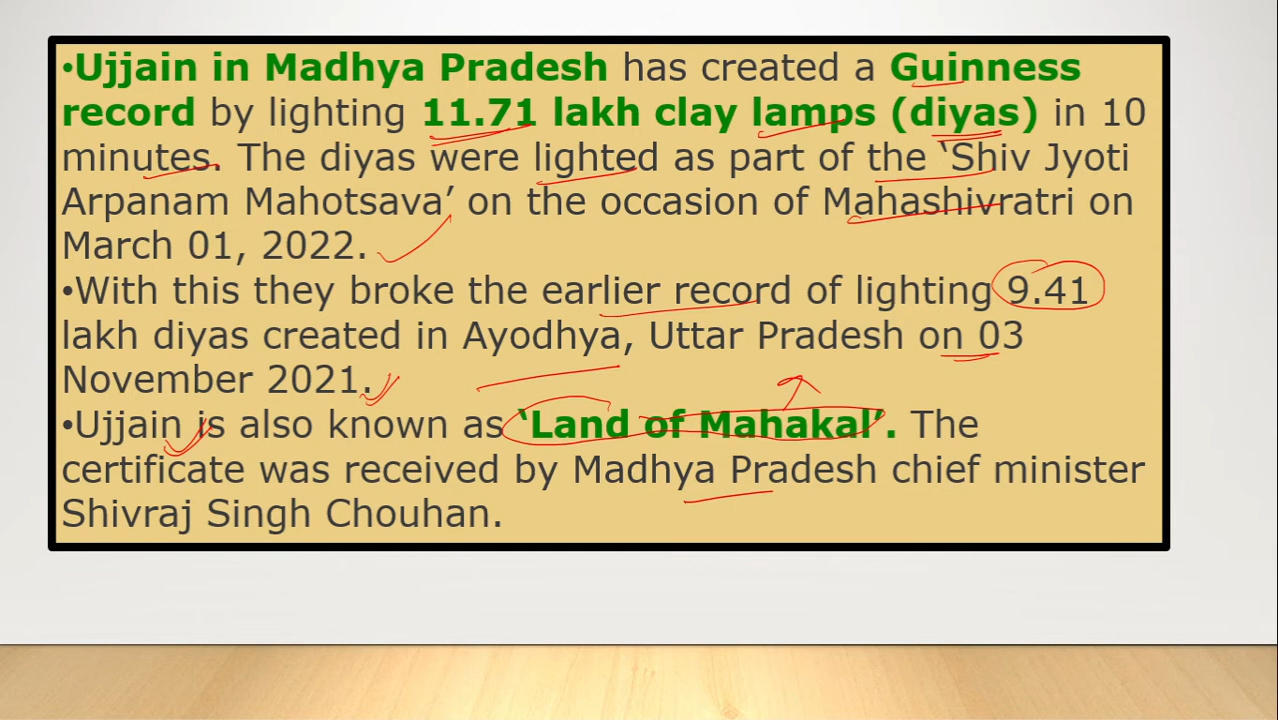 •Ujjain in Madhya Pradesh has created a Guinness
record by lighting 11.71 lakh clay lamps (diyas) in 10
minutes. The diyas were lighted as part of the ‘Shiv Jyoti
Arpanam Mahotsava’ on the occasion of Mahashivratri on
March 01, 2022.
•With this they broke the earlier record of lighting 9.41
lakh diyas created in Ayodhya, Uttar Pradesh on 03
November 2021.
•Ujjain is also known as ‘Land of Mahakal’. The
certificate was received by Madhya Pradesh chief minister
Shivraj Singh Chouhan.